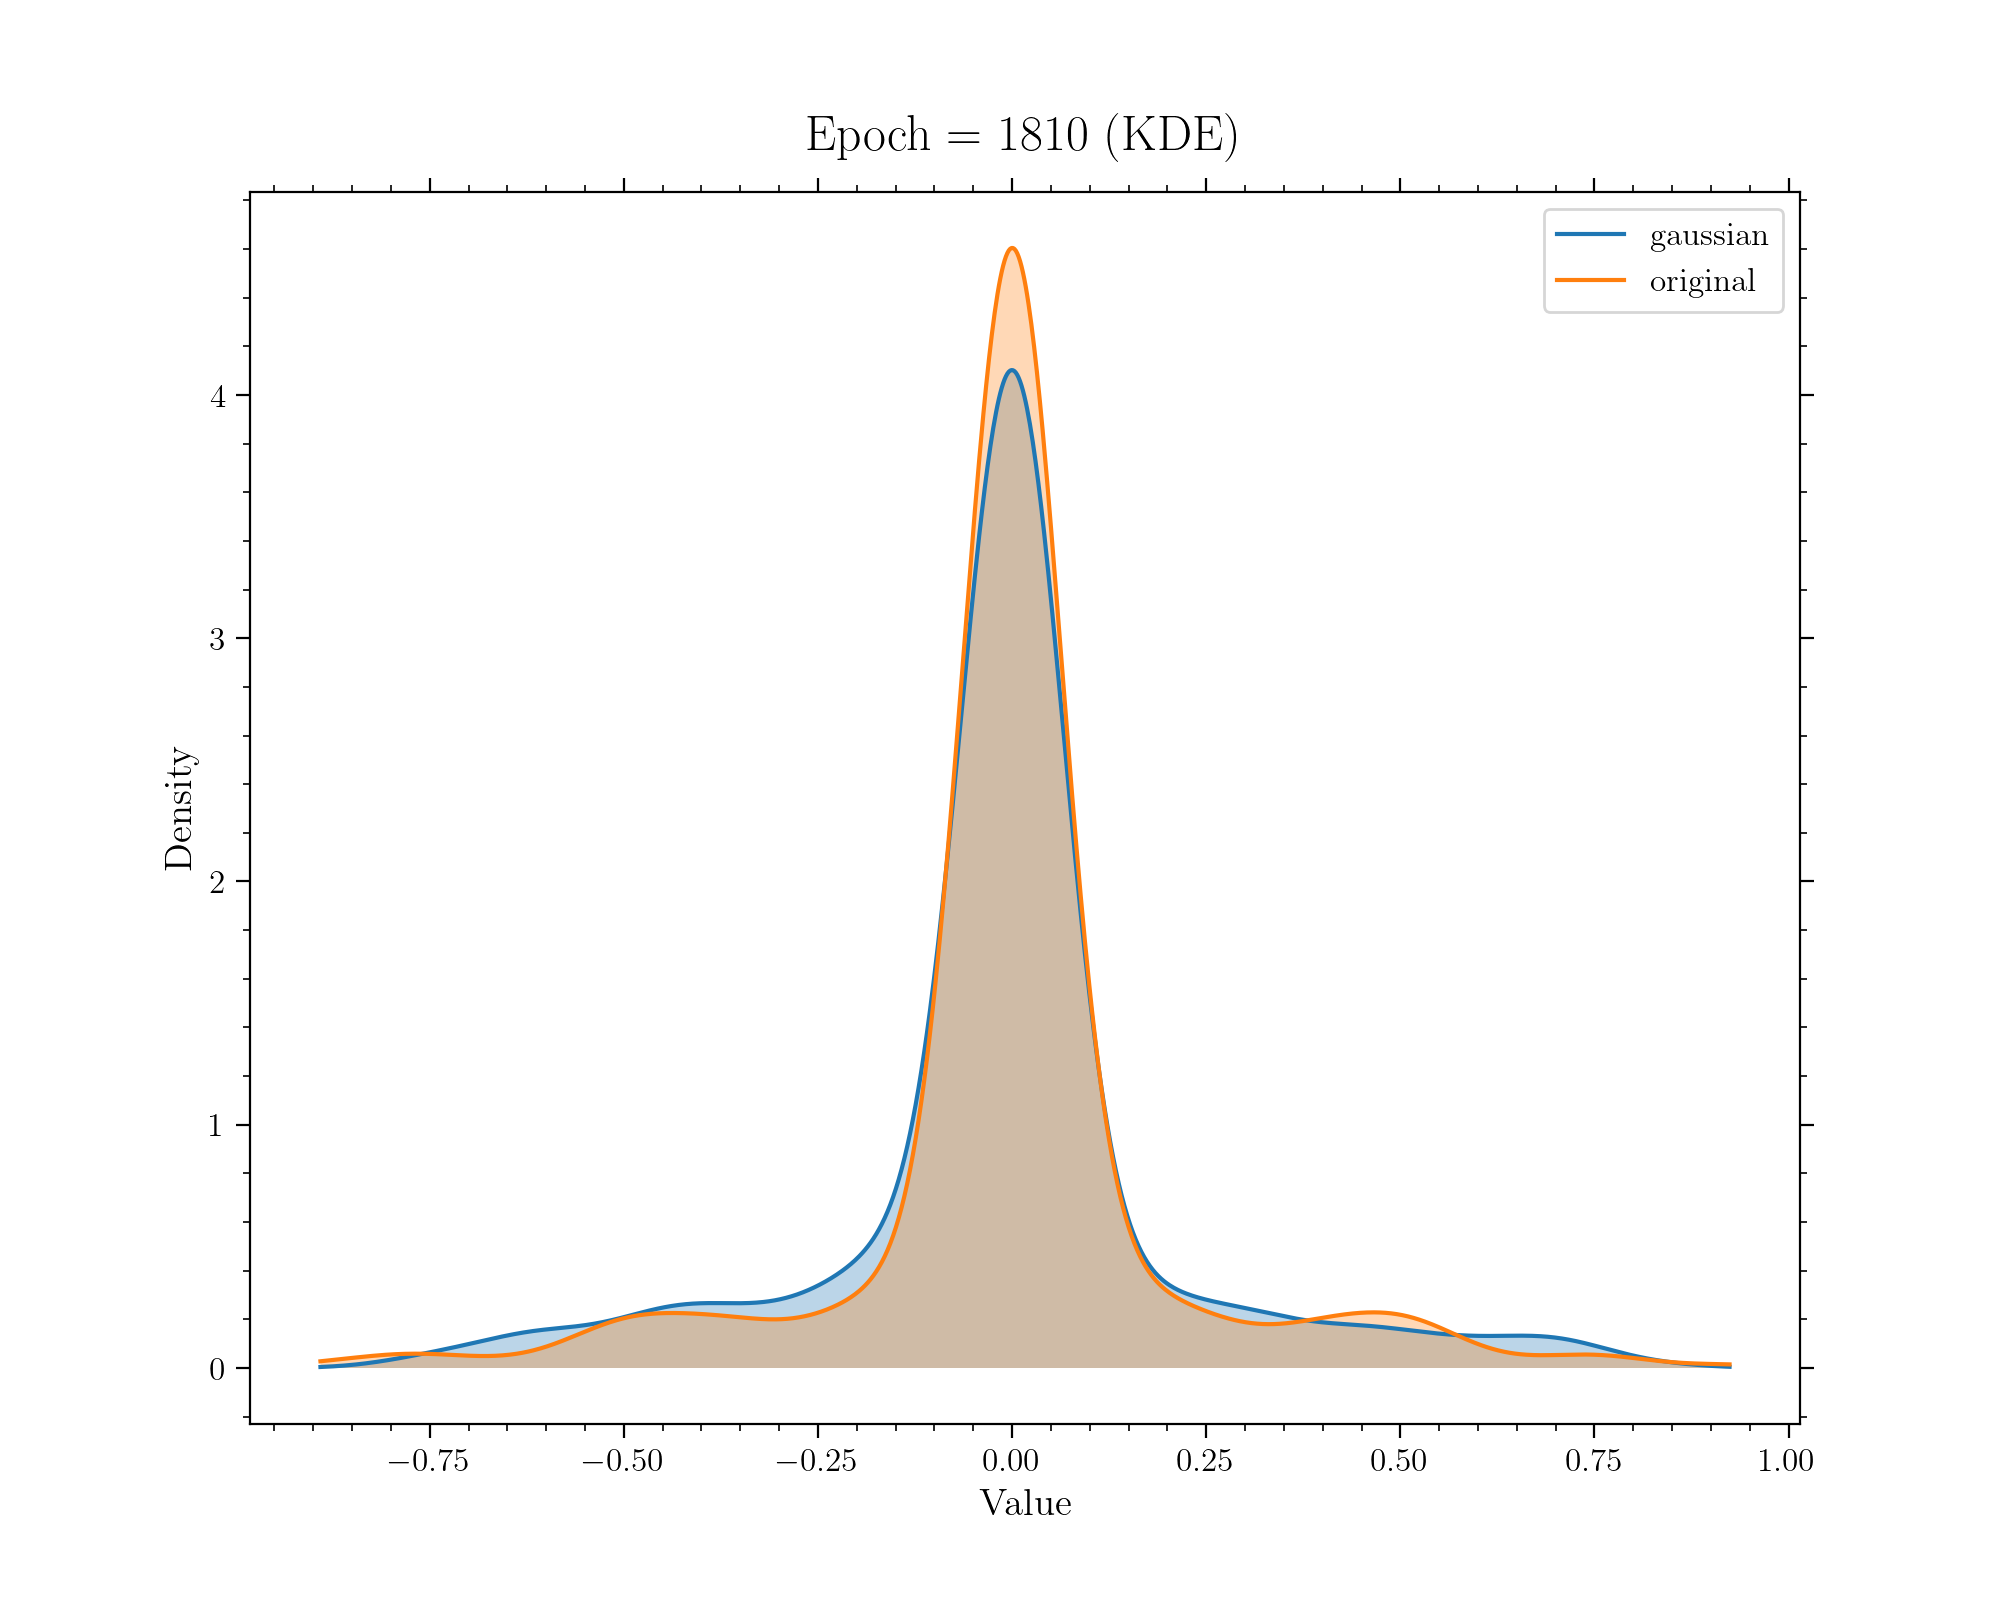 Epoch = 1810 (KDE)
gaussian
original
Density
4
3
2
1
0
−0.75 −0.50 −0.25 0.00 0.25 0.50 0.75 1.00
Value